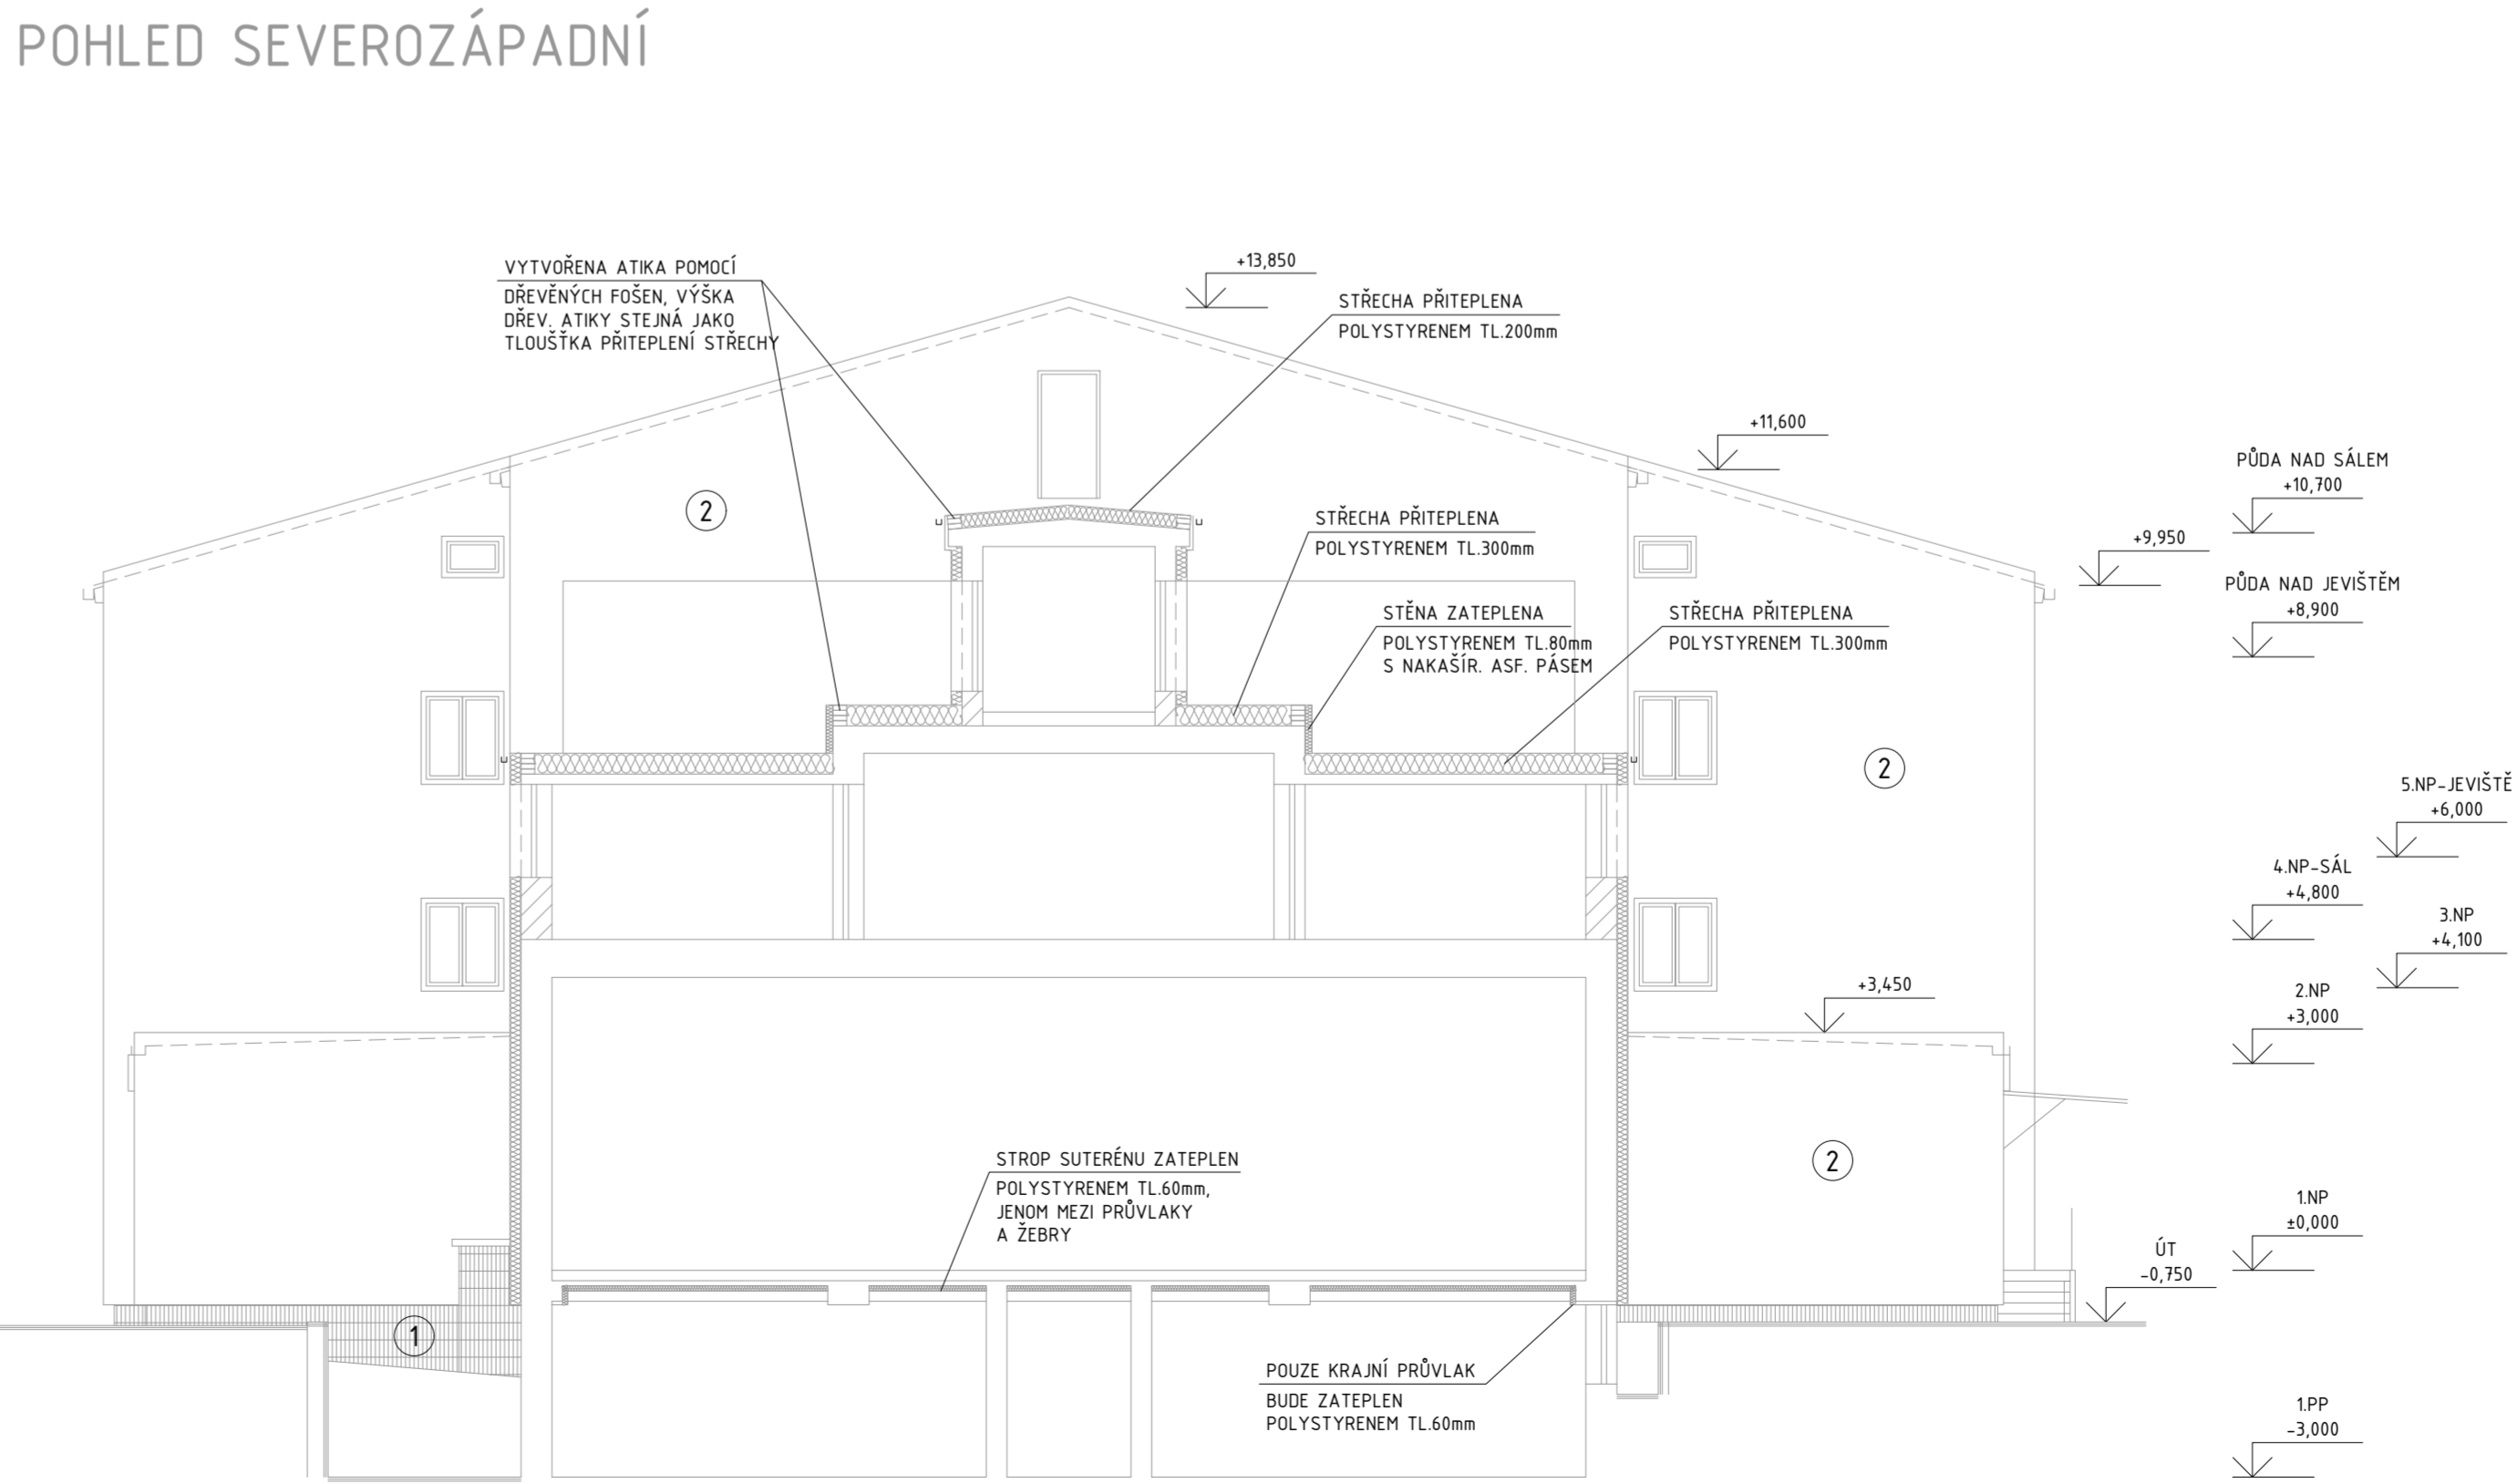 POHLED SEVEROZÁPADNÍ
VYTVOŘENA ATIKA POMOCÍ
DŘEVĚNÝCH FOŠEN, VÝŠKA
DŘEV. ATIKY STEJNÁ JAKO
TLOUŠŤKA PŘITEPLENÍ STŘECHY
+13,850
STŘECHA PŘITEPLENA
POLYSTYRENEM TL.200mm
+11,600
PŮDA NAD SÁLEM
+10,700
2
STŘECHA PŘITEPLENA
POLYSTYRENEM TL.300mm
+9,950
PŮDA NAD JEVIŠTĚM
+8,900
STĚNA ZATEPLENA
POLYSTYRENEM TL.80mm
S NAKAŠÍR. ASF. PÁSEM
STŘECHA PŘITEPLENA
POLYSTYRENEM TL.300mm
2
5.NP-JEVIŠTĚ
+6,000
4.NP-SÁL
+4,800
3.NP
+4,100
+3,450
2.NP
+3,000
STROP SUTERÉNU ZATEPLEN
POLYSTYRENEM TL.60mm,
JENOM MEZI PRŮVLAKY
A ŽEBRY
2
1.NP
±0,000
ÚT
-0,750
1
POUZE KRAJNÍ PRŮVLAK
BUDE ZATEPLEN
POLYSTYRENEM TL.60mm
1.PP
-3,000